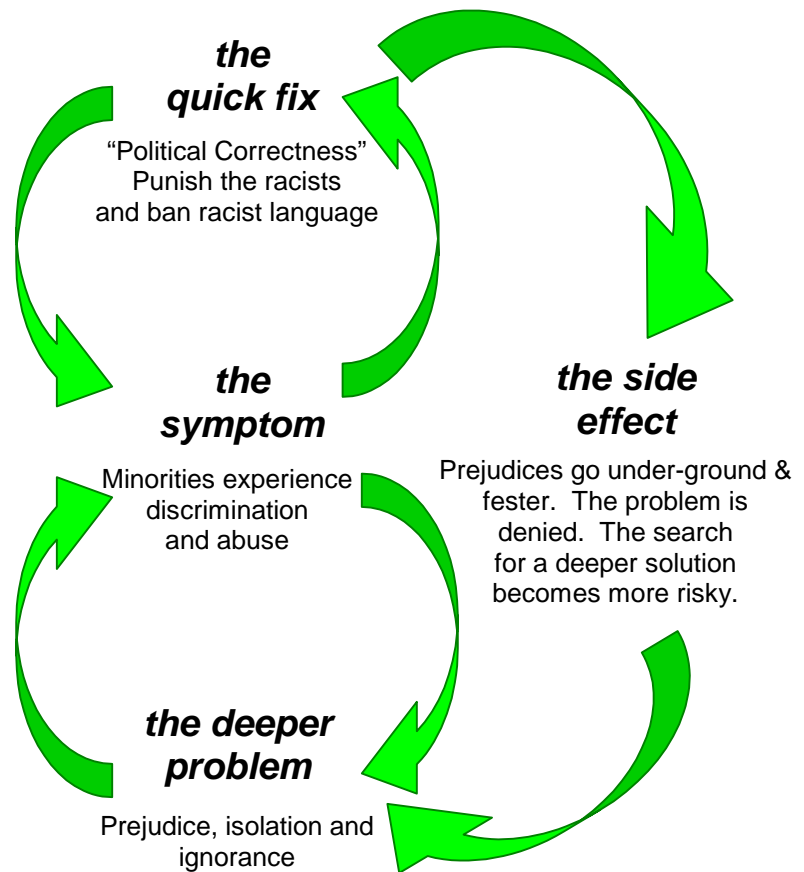 the
quick fix
“Political Correctness”
Punish the racists
and ban racist language
the
symptom
Minorities experience
discrimination
and abuse
the side
effect
Prejudices go under-ground &
fester. The problem is
denied. The search
for a deeper solution
becomes more risky.
the deeper
problem
Prejudice, isolation and
ignorance